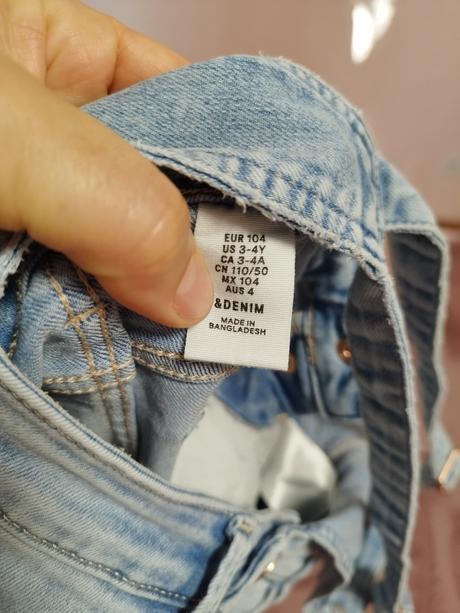 EUR 104
US 3-4Y
CA 3-4A
CN 110/50
MX 104
AUS 4
&DENIM
MADE IN
BANGLADESH